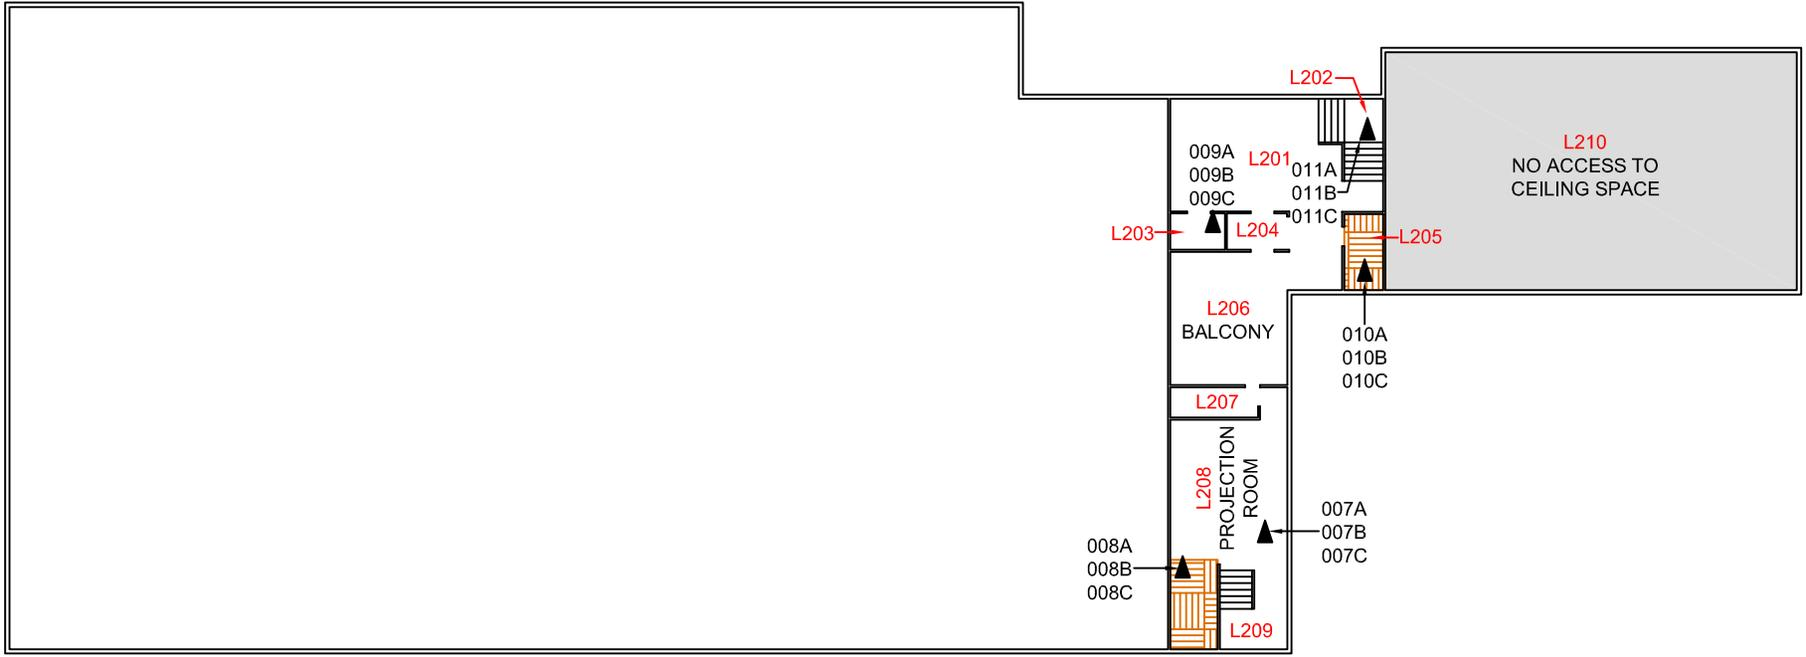 L202
L210
NO ACCESS TO
CEILING SPACE
009A
009B
009C
L201
011A
011B
011C
L203
L204
L205
L206
BALCONY
010A
010B
010C
L207
L208
PROJECTION
ROOM
007A
007B
007C
008A
008B
008C
L209